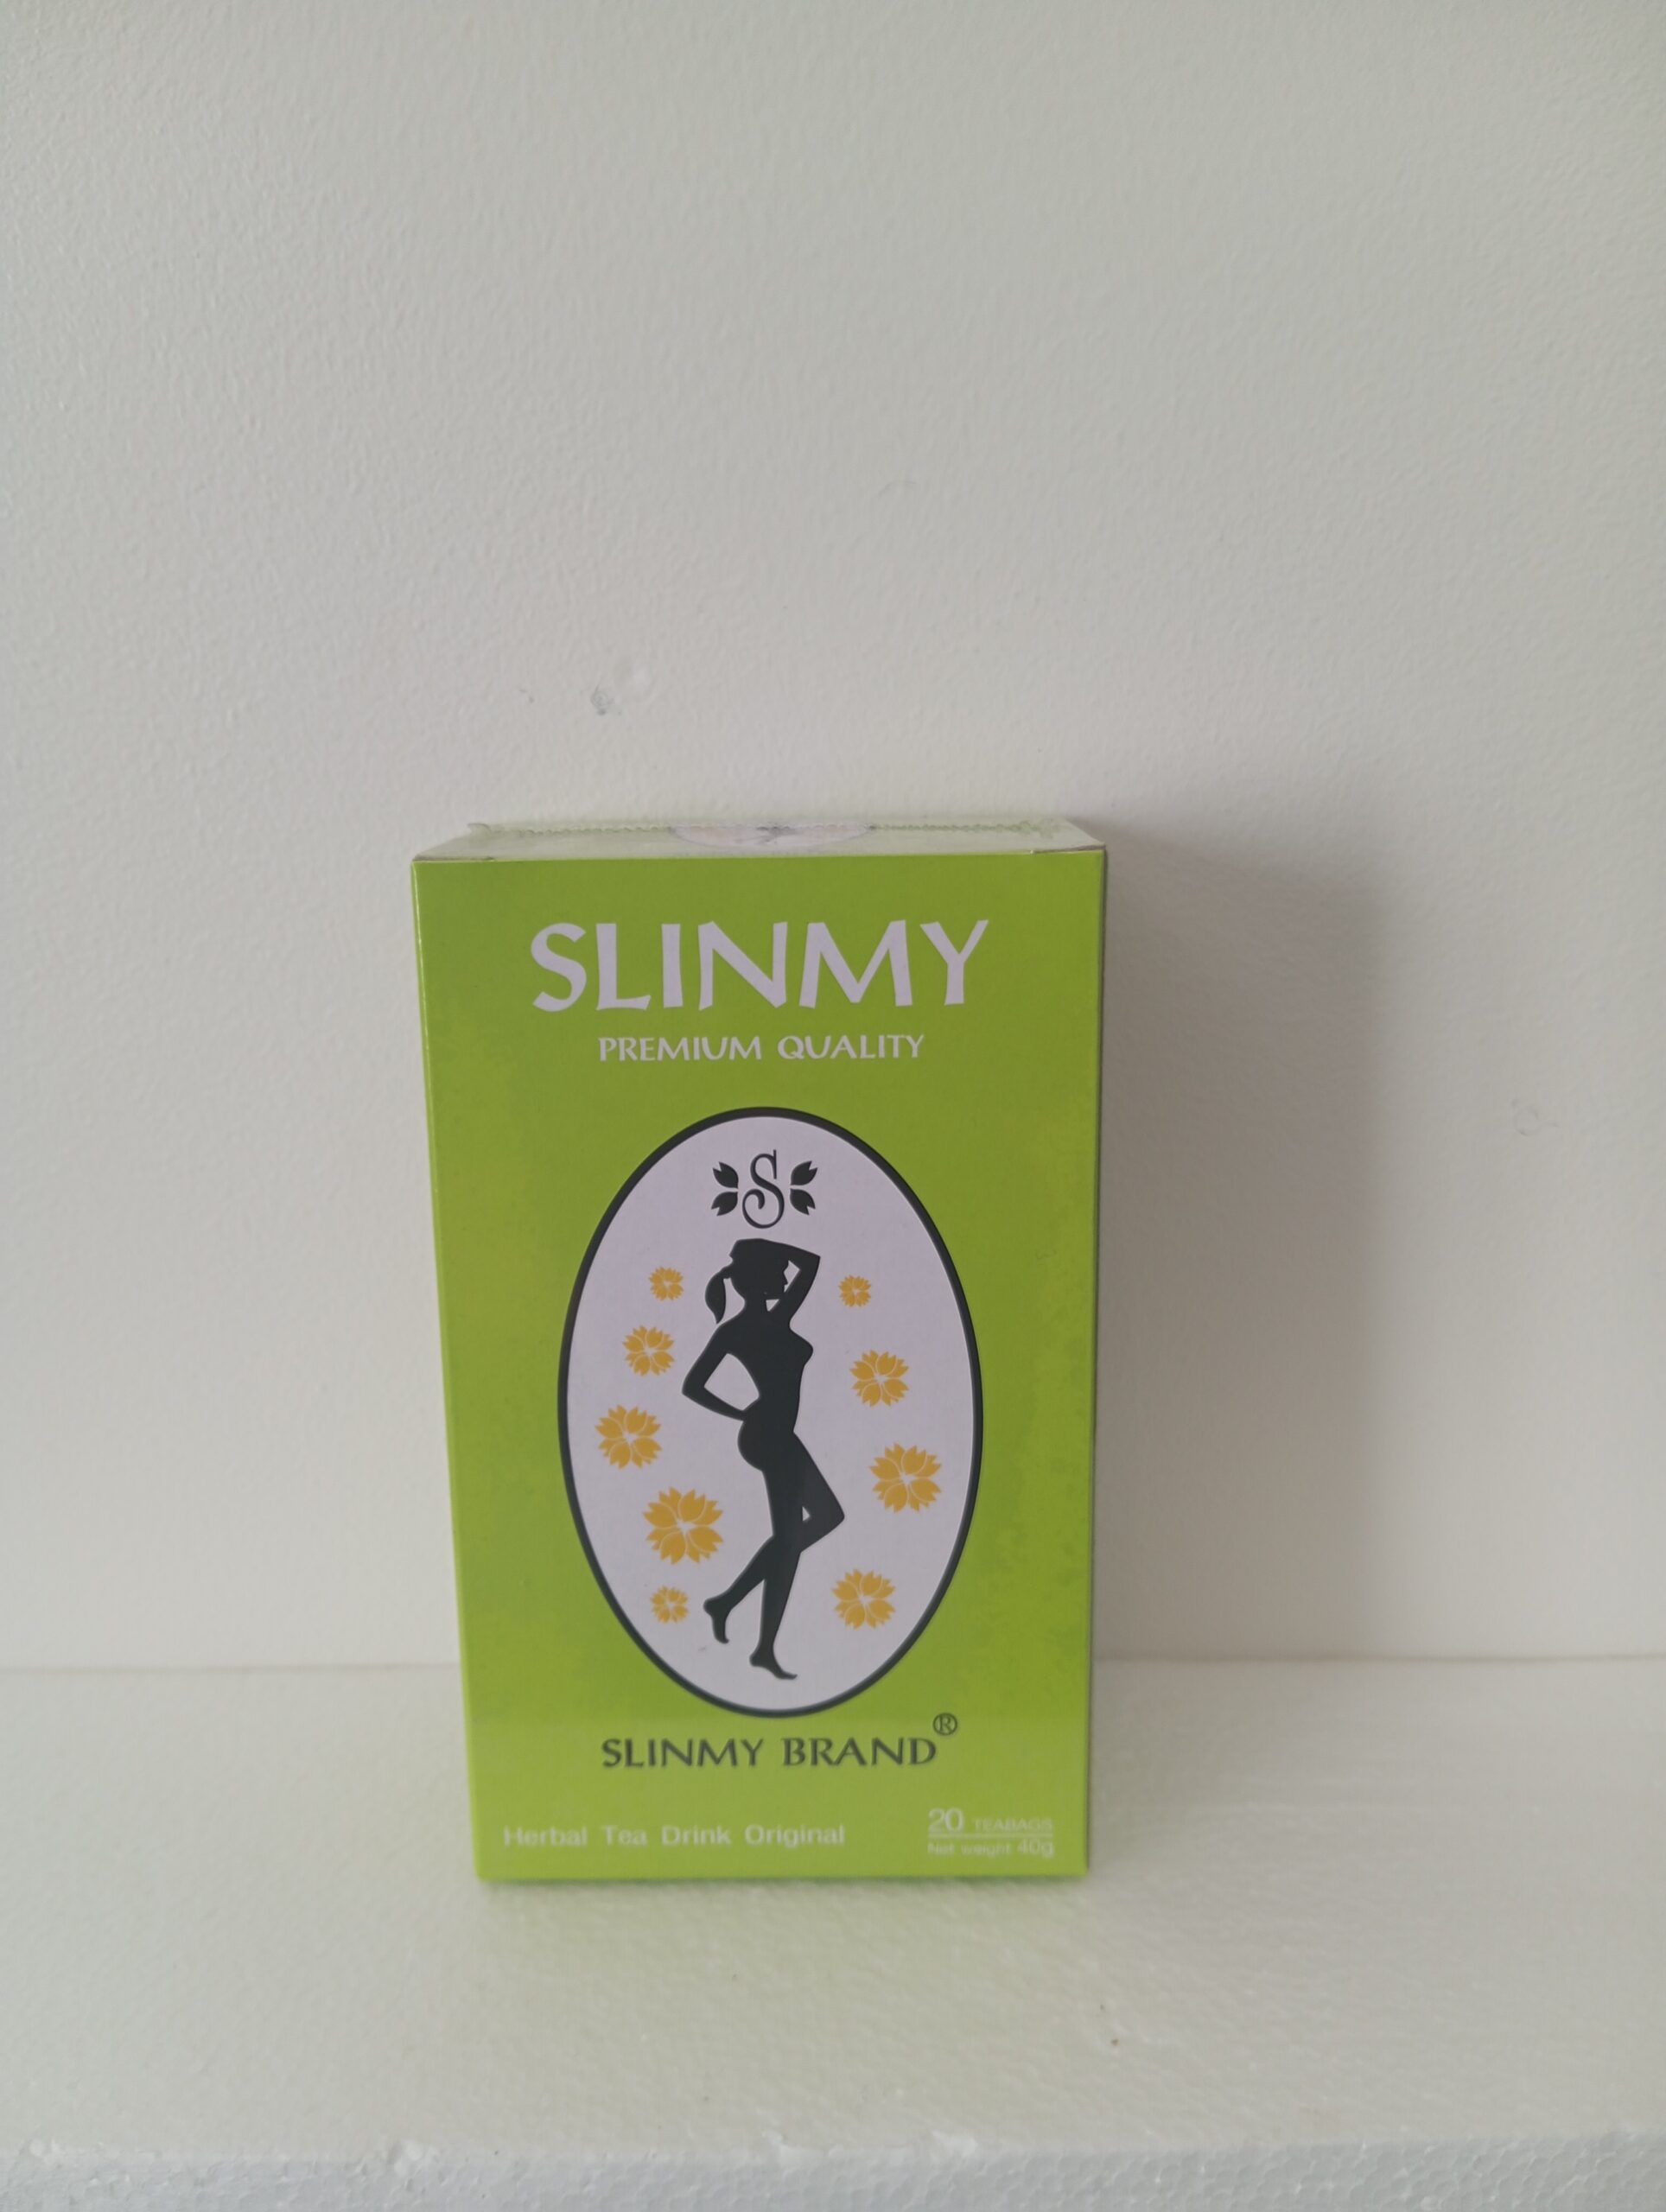 SLINMY
PREMIUM QUALITY
S
SLINMY BRAND®
Herbal Tea Drink Original
20 TEABAGS
Net weight 40g